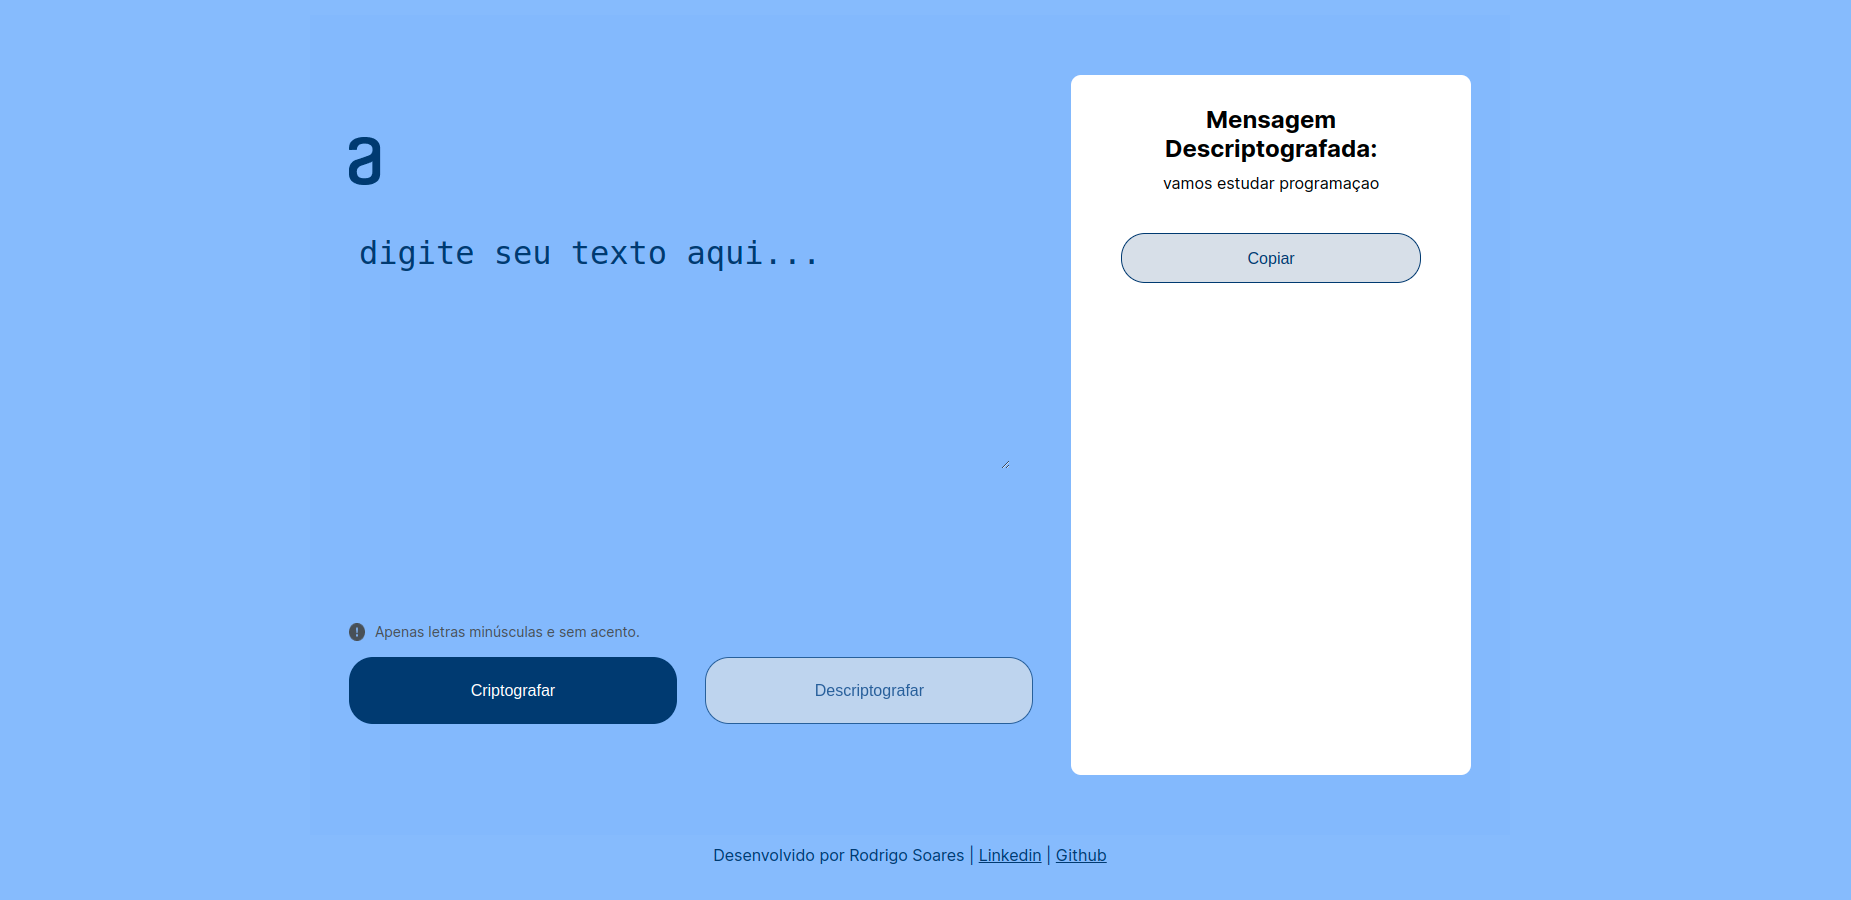 a
digite seu texto aqui...
Apenas letras minúsculas e sem acento.
Criptografar
Descriptografar
Mensagem
Descriptografada:
vamos estudar programaçao
Copiar
Desenvolvido por Rodrigo Soares | Linkedin | Github